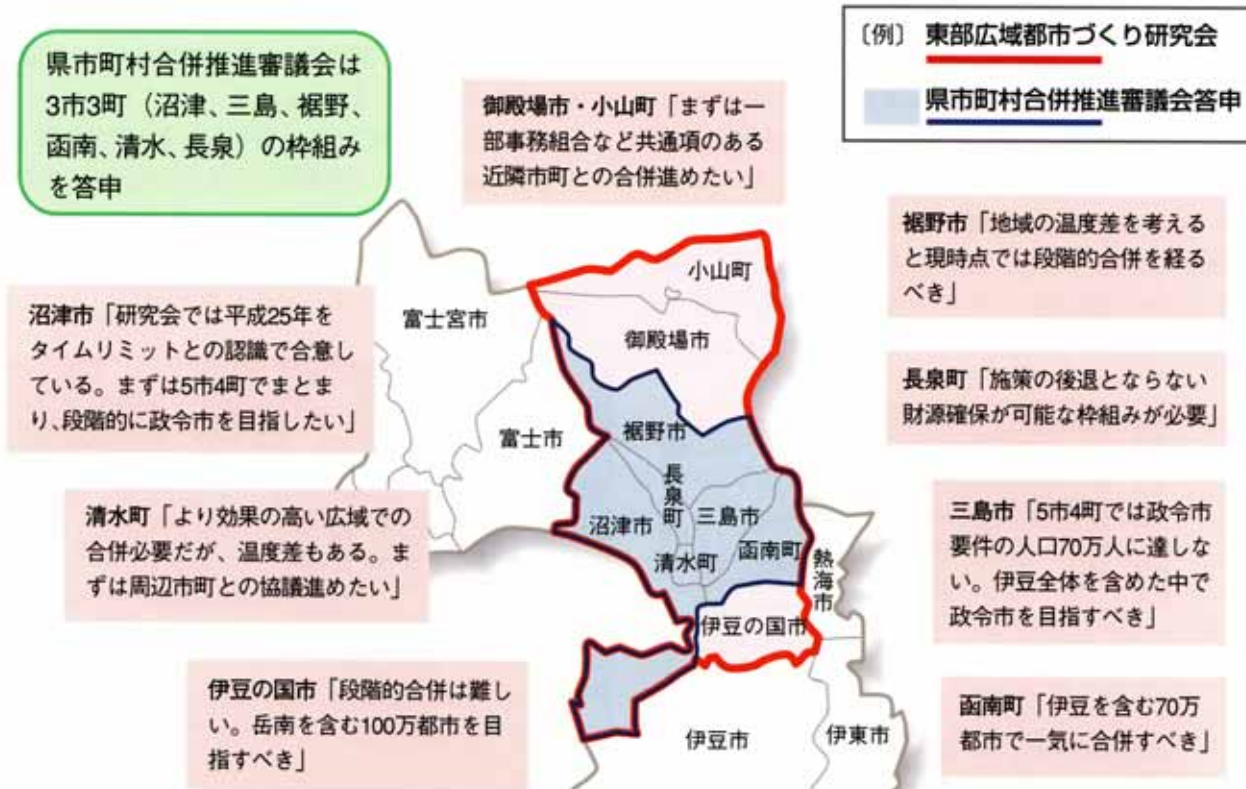 県市町村合併推進審議会は
3市3町（沼津、三島、裾野、
函南、清水、長泉）の枠組み
を答申
〔例〕 東部広域都市づくり研究会
県市町村合併推進審議会答申
御殿場市・小山町「まずは一
部事務組合など共通項のある
近隣市町との合併進めたい」
裾野市「地域の温度差を考える
と現時点では段階的合併を経る
べき」
沼津市「研究会では平成25年を
タイムリミットとの認識で合意し
ている。まずは5市4町でまとま
り、段階的に政令市を目指したい」
長泉町「施策の後退とならない
財源確保が可能な枠組みが必要」
清水町「より効果の高い広域での
合併必要だが、温度差もある。ま
ずは周辺市町との協議進めたい」
三島市「5市4町では政令市
要件の人口70万人に達しな
い。伊豆全体を含めた中で
政令市を目指すべき」
伊豆の国市「段階的合併は難し
い。岳南を含む100万都市を目
指すべき」
函南町「伊豆を含む70万
都市で一気に合併すべき」
小山町
富士宮市
御殿場市
裾野市
富士市
長泉町
沼津市
三島市
清水町
函南町
熱海市
伊豆の国市
伊豆市
伊東市